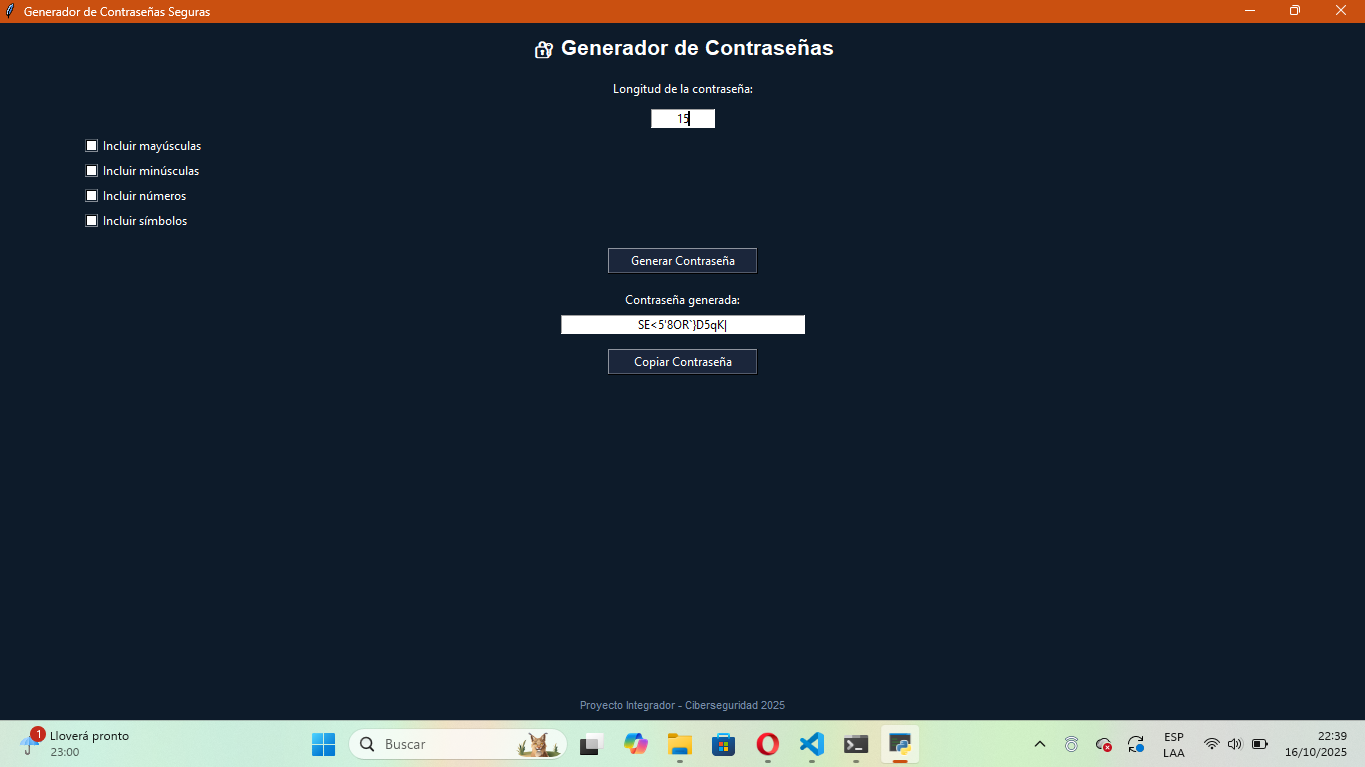 Generador de Contraseñas Seguras
Generador de Contraseñas
Longitud de la contraseña:
15
Incluir mayúsculas
Incluir minúsculas
Incluir números
Incluir símbolos
Generar Contraseña
Contraseña generada:
SE<5'8OR`}D5qK|
Copiar Contraseña
Proyecto Integrador - Ciberseguridad 2025
1
Lloverá pronto
23:00
Buscar
ESP
LAA
22:39
16/10/2025